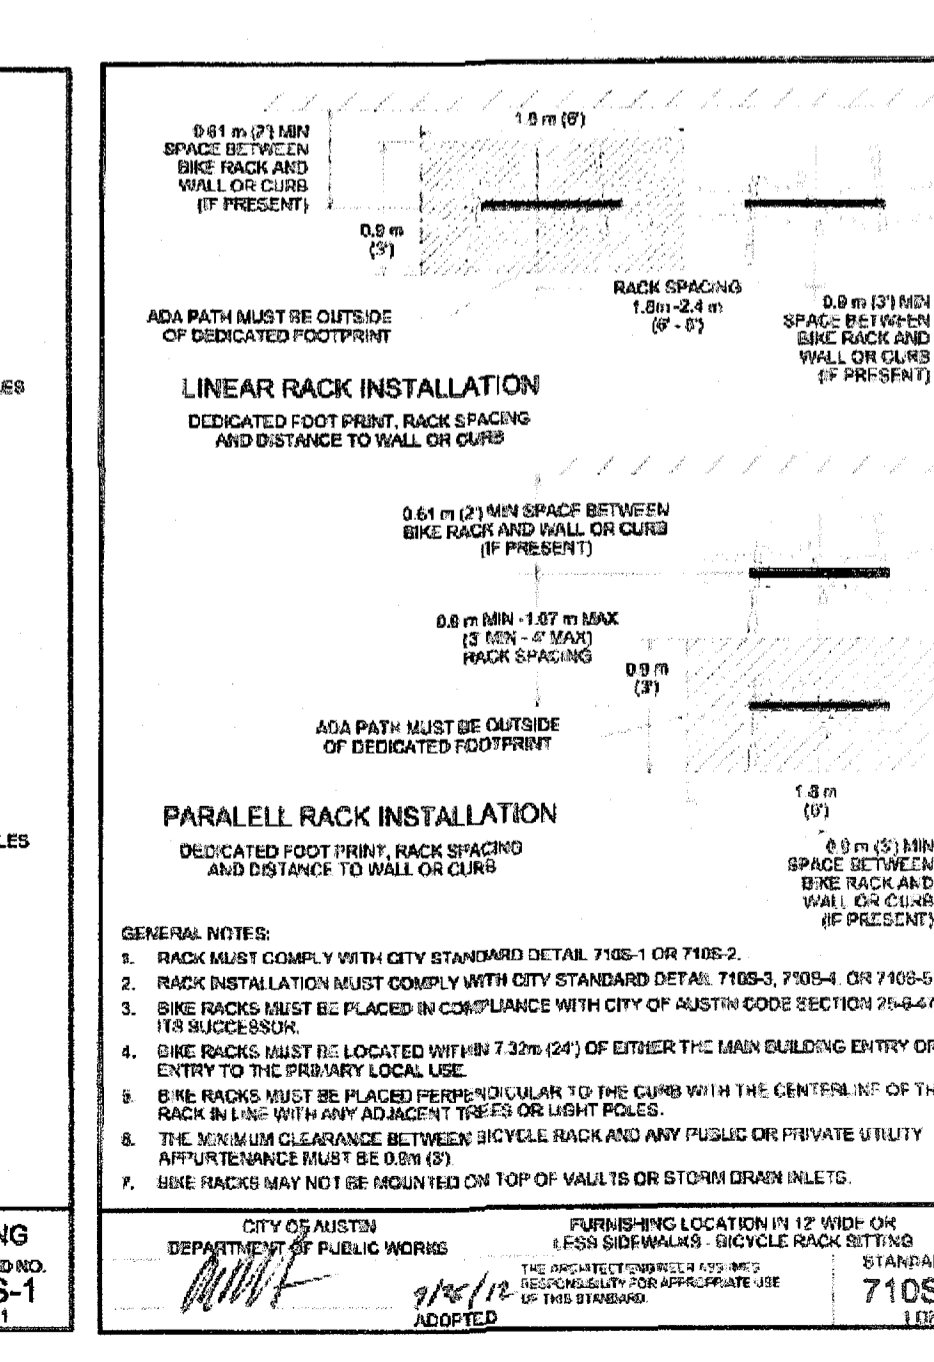 0.61 m (2') MIN
SPACE BETWEEN
BIKE RACK AND
WALL OR CURB
(IF PRESENT)
1.8 m (6')
0.9 m
(3')
RACK SPACING
1.8m-2.4 m
(6' - 8')
0.9 m (3') MIN
SPACE BETWEEN
BIKE RACK AND
WALL OR CURB
(IF PRESENT)
ADA PATH MUST BE OUTSIDE
OF DEDICATED FOOTPRINT
LINEAR RACK INSTALLATION
DEDICATED FOOT PRINT, RACK SPACING
AND DISTANCE TO WALL OR CURB
LES
0.61 m (2') MIN SPACE BETWEEN
BIKE RACK AND WALL OR CURB
(IF PRESENT)
MIN - 1.07 m MAX
(3' MIN - 4' MAX)
RACK SPACING
0.9 m
(3')
ADA PATH MUST BE OUTSIDE
OF DEDICATED FOOTPRINT
1.8 m
(6')
PARALELL RACK INSTALLATION
DEDICATED FOOT PRINT, RACK SPACING
AND DISTANCE TO WALL OR CURB
LES
0.9 m (3') MIN
SPACE BETWEEN
BIKE RACK AND
WALL OR CURB
(IF PRESENT)
GENERAL NOTES:
1. RACK MUST COMPLY WITH CITY STANDARD DETAIL 710S-1 OR 710S-2.
2. RACK INSTALLATION MUST COMPLY WITH CITY STANDARD DETAIL 710S-3, 710S-4, OR 710S-5
3. BIKE RACKS MUST BE PLACED IN COMPLIANCE WITH CITY OF AUSTIN CODE SECTION 25-6-47
ITS SUCCESSOR.
4. BIKE RACKS MUST BE LOCATED WITHIN 7.32m (24') OF EITHER THE MAIN BUILDING ENTRY OR
ENTRY TO THE PRIMARY LOCAL USE.
5. BIKE RACKS MUST BE PLACED PERPENDICULAR TO THE CURB WITH THE CENTERLINE OF TH
RACK IN LINE WITH ANY ADJACENT TREES OR LIGHT POLES.
6. THE MINIMUM CLEARANCE BETWEEN BICYCLE RACK AND ANY PUBLIC OR PRIVATE UTILITY
APPURTENANCE MUST BE 0.9m (3').
7. BIKE RACKS MAY NOT BE MOUNTED ON TOP OF VAULTS OR STORM DRAIN INLETS.
NG
D NO.
S-1
1
CITY OF AUSTIN
DEPARTMENT OF PUBLIC WORKS
ADOPTED
FURNISHING LOCATION IN 12' WIDE OR
LESS SIDEWALKS - BICYCLE RACK SITTING
THE ARCHITECT/ENGINEER ASSUMES
RESPONSIBILITY FOR APPROPRIATE USE
OF THIS STANDARD.
STANDA
710S
1 OF